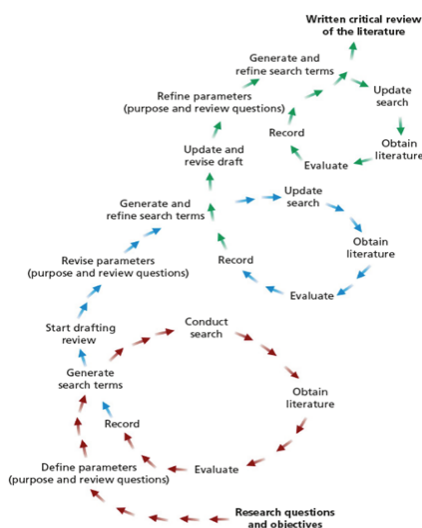 Written critical review
of the literature
Generate and
refine search terms
Update
search
Refine parameters
(purpose and review questions)
Record
Obtain
literature
Update and
revise draft
Evaluate
Generate and
refine search terms
Update
search
Obtain
literature
Revise parameters
(purpose and review questions)
Record
Evaluate
Start drafting
review
Conduct
search
Generate
search terms
Obtain
literature
Record
Define parameters
(purpose and review questions)
Evaluate
Research questions
and objectives